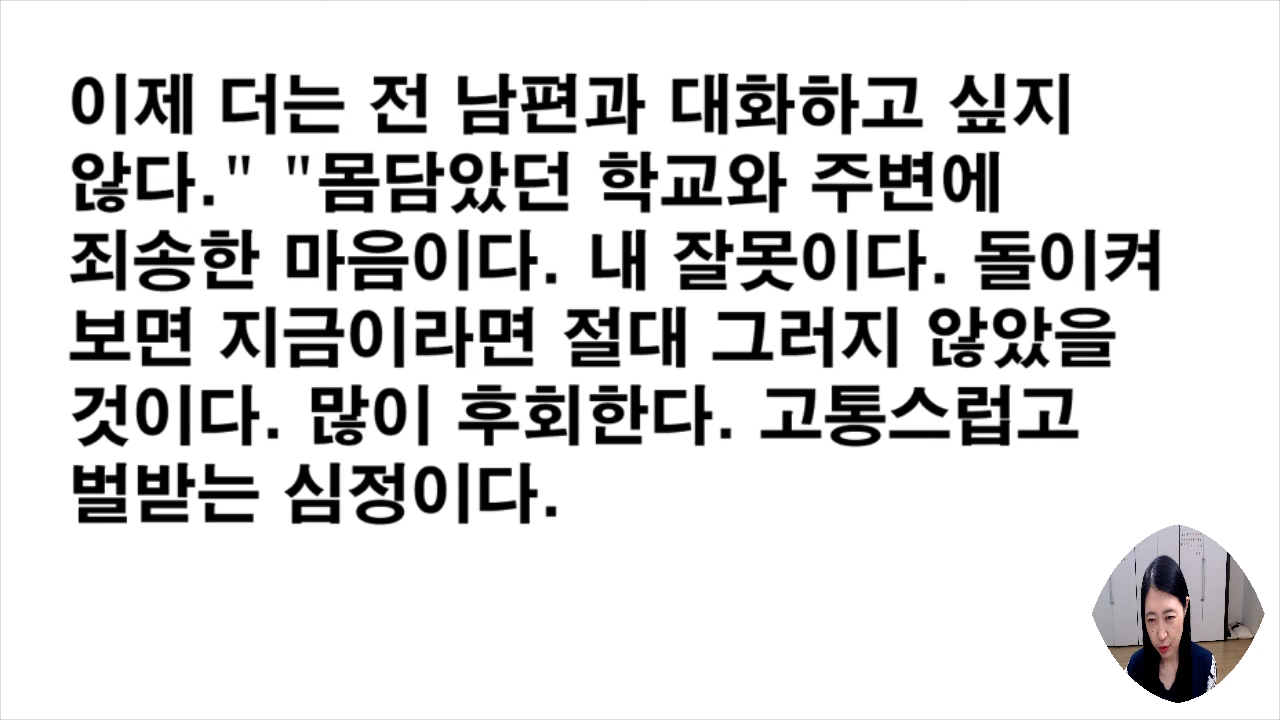 이제 더는 전 남편과 대화하고 싶지
않다." "몸담았던 학교와 주변에
죄송한 마음이다. 내 잘못이다. 돌이켜
보면 지금이라면 절대 그러지 않았을
것이다. 많이 후회한다. 고통스럽고
벌받는 심정이다.